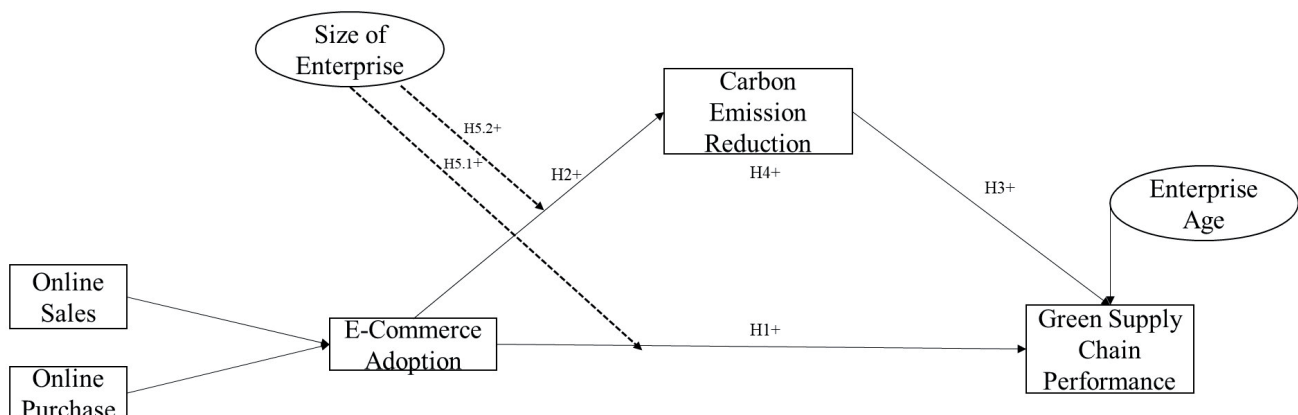 Size of
Enterprise
Carbon
Emission
Reduction
H5.2+
H5.1+
H2+
H4+
H3+
Enterprise
Age
Online
Sales
E-Commerce
Adoption
H1+
Green Supply
Chain
Performance
Online
Purchase